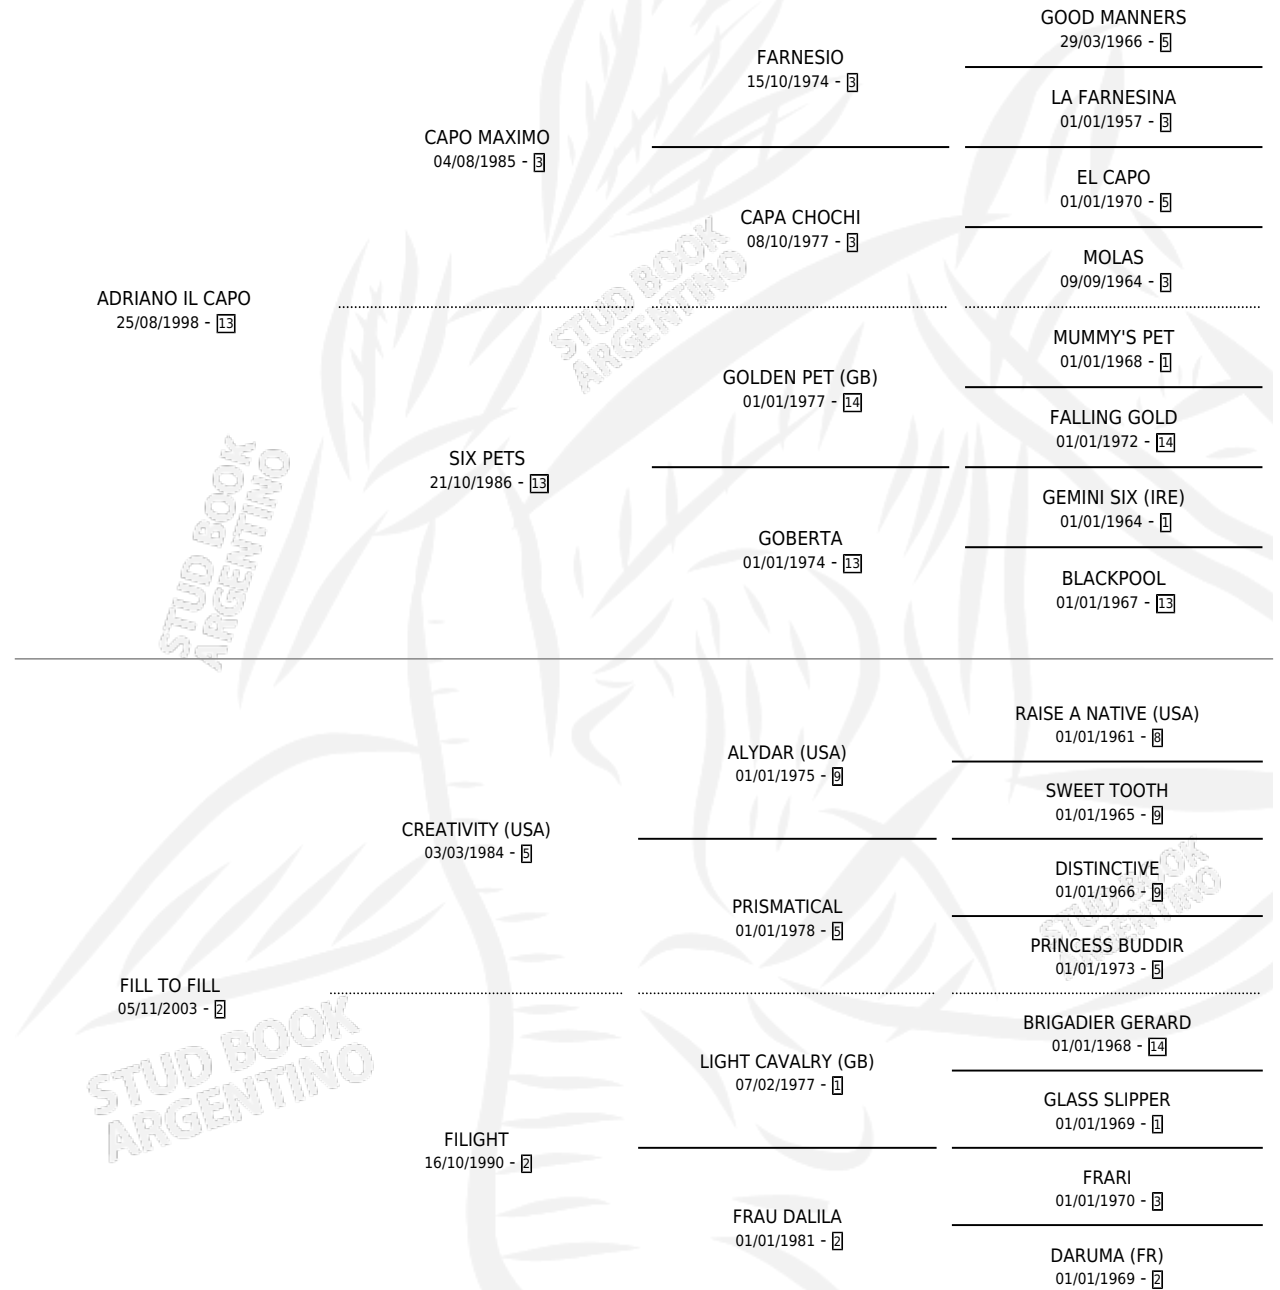 GOOD MANNERS
29/03/1966 - 5
FARNESIO
15/10/1974 - 3
LA FARNESINA
01/01/1957 - 3
CAPO MAXIMO
04/08/1985 - 3
EL CAPO
01/01/1970 - 5
CAPA CHOCHI
08/10/1977 - 3
MOLAS
09/09/1964 - 3
ADRIANO IL CAPO
25/08/1998 - 13
STUD BOOK
ARGENTINO
MUMMY'S PET
01/01/1968 - 1
GOLDEN PET (GB)
01/01/1977 - 14
FALLING GOLD
01/01/1972 - 14
SIX PETS
21/10/1986 - 13
GEMINI SIX (IRE)
01/01/1964 - 1
GOBERTA
01/01/1974 - 13
BLACKPOOL
01/01/1967 - 13
STUD BOOK
ARGENTINO
RAISE A NATIVE (USA)
01/01/1961 - 8
ALYDAR (USA)
01/01/1975 - 9
SWEET TOOTH
01/01/1965 - 9
CREATIVITY (USA)
03/03/1984 - 5
DISTINCTIVE
01/01/1966 - 9
PRISMATICAL
01/01/1978 - 5
PRINCESS BUDDIR
01/01/1973 - 5
STUD BOOK
ARGENTINO
FILL TO FILL
05/11/2003 - 2
BRIGADIER GERARD
01/01/1968 - 14
LIGHT CAVALRY (GB)
07/02/1977 - 1
GLASS SLIPPER
01/01/1969 - 1
STUD BOOK
ARGENTINO
FILIGHT
16/10/1990 - 2
FRARI
01/01/1970 - 3
FRAU DALILA
01/01/1981 - 2
DARUMA (FR)
01/01/1969 - 2